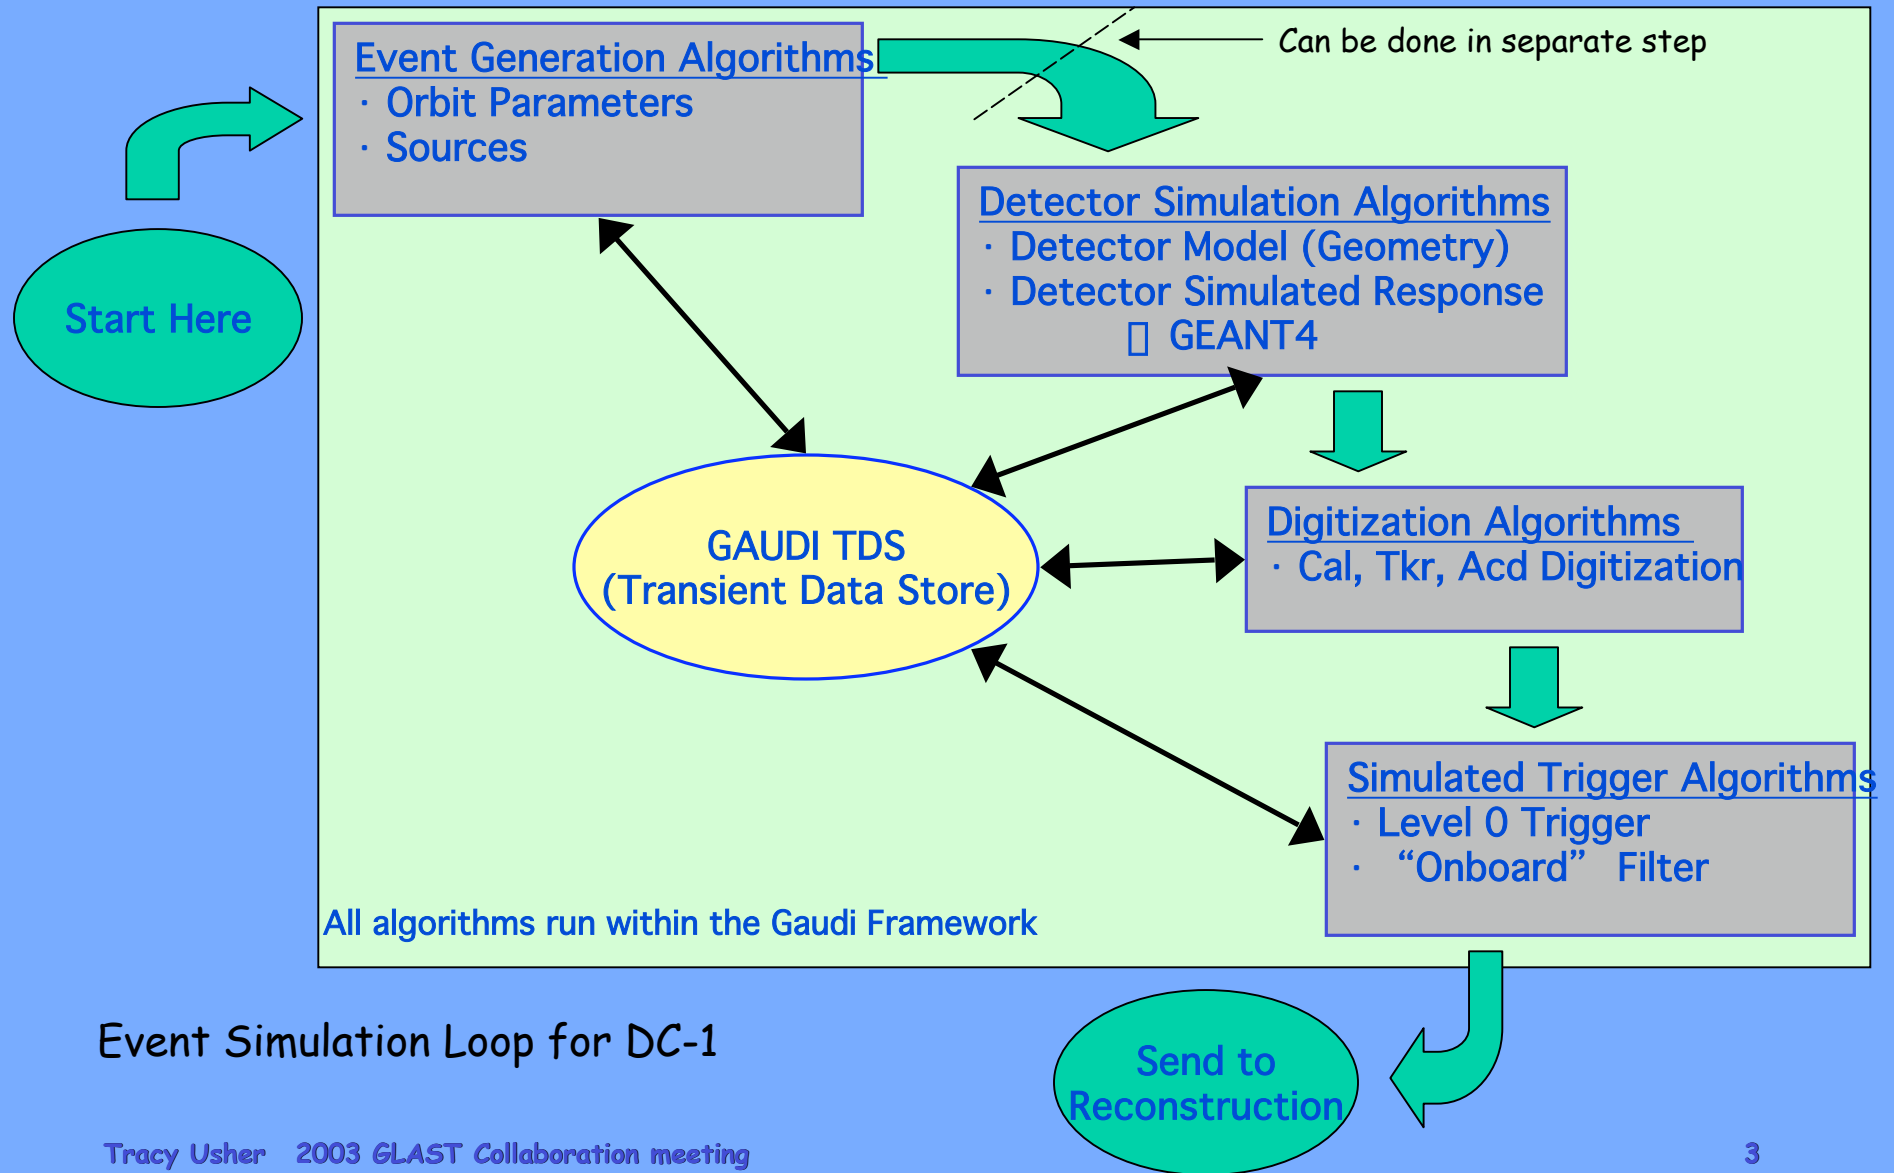 Event Generation Algorithms
· Orbit Parameters
· Sources
Can be done in separate step
Detector Simulation Algorithms
· Detector Model (Geometry)
· Detector Simulated Response
GEANT4
Start Here
GAUDI TDS
(Transient Data Store)
Digitization Algorithms
· Cal, Tkr, Acd Digitization
Simulated Trigger Algorithms
· Level 0 Trigger
· “Onboard” Filter
All algorithms run within the Gaudi Framework
Event Simulation Loop for DC-1
Send to
Reconstruction
Tracy Usher 2003 GLAST Collaboration meeting
3